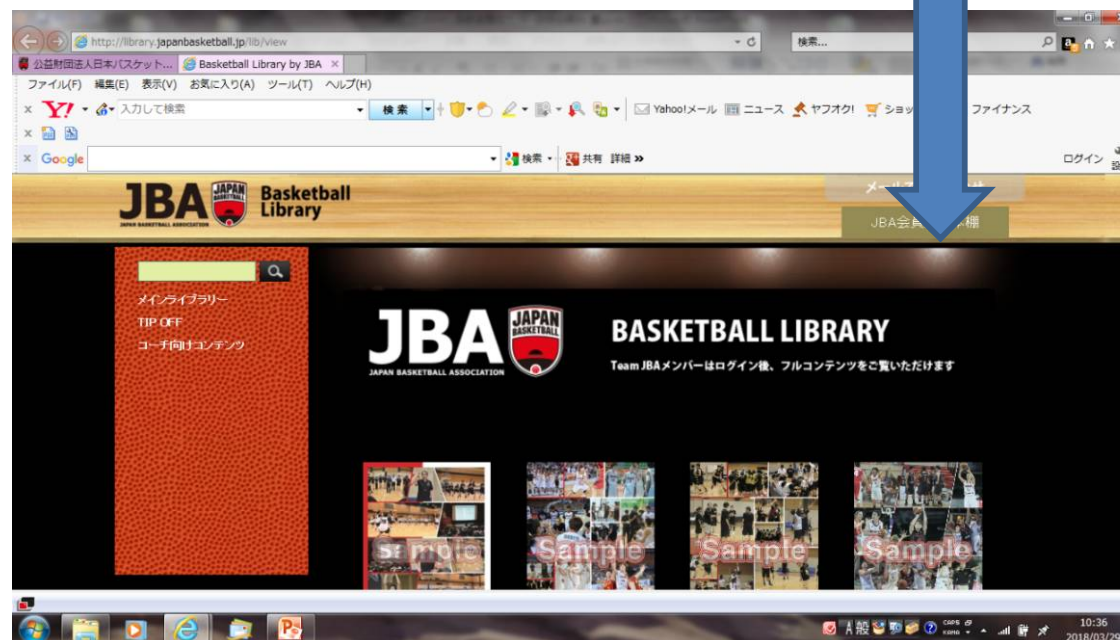 http://library.japanbasketball.jp/lib/view
検索...
公益財団法人日本バスケット...
Basketball Library by JBA
ファイル(F) 編集(E) 表示(V) お気に入り(A) ツール(T) ヘルプ(H)
Y! 入力して検索 検索 Yahoo!メール ニュース ヤフオク! ファイナンス
Google 検索 共有 詳細 » ログイン
JBA JAPAN BASKETBALL Basketball
JAPAN BASKETBALL ASSOCIATION Library
JBA会員
棚
メインライブラリー
TIP OFF
コーチ向けコンテンツ
JBA JAPAN BASKETBALL
JAPAN BASKETBALL ASSOCIATION
BASKETBALL LIBRARY
Team JBAメンバーはログイン後、フルコンテンツをご覧いただけます
Sample Sample Sample Sample
A 般 CAPS KANA
10:36